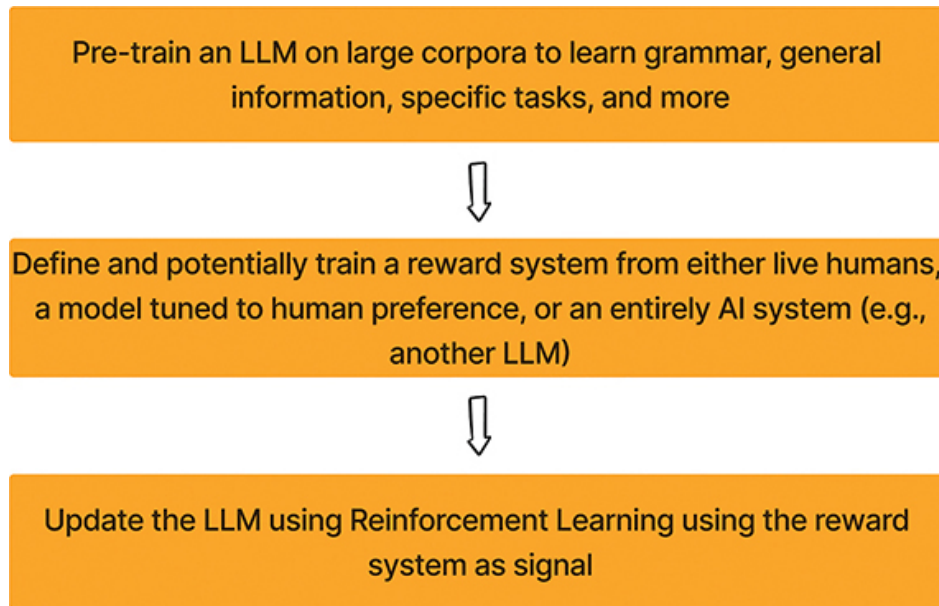 Pre-train an LLM on large corpora to learn grammar, general
information, specific tasks, and more
Define and potentially train a reward system from either live humans,
a model tuned to human preference, or an entirely AI system (e.g.,
another LLM)
Update the LLM using Reinforcement Learning using the reward
system as signal